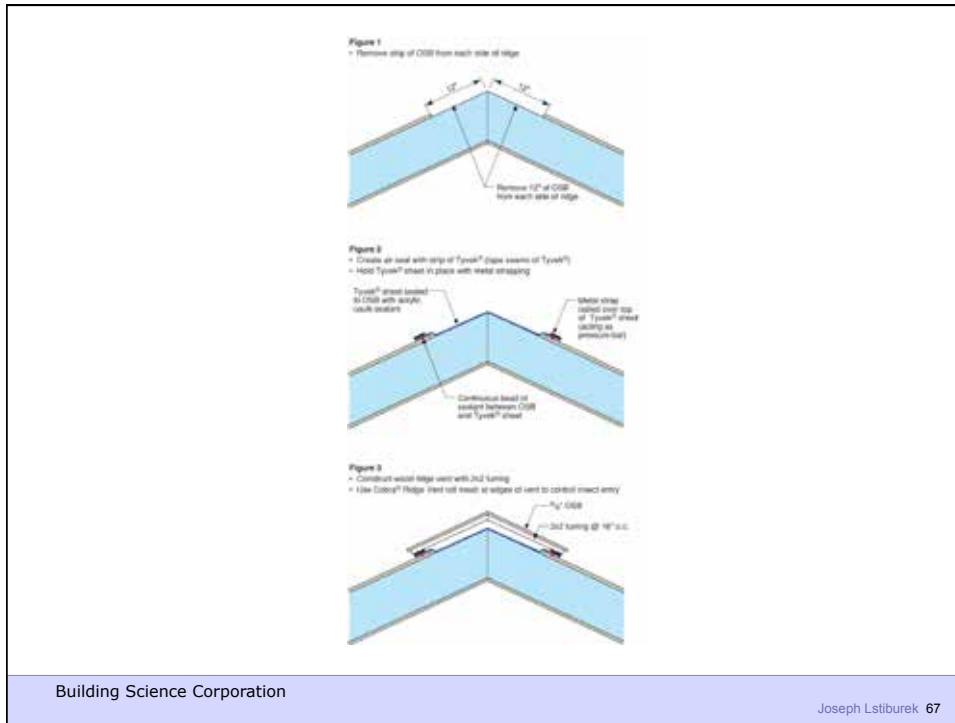 Figure 1
• Remove strip of OSB from each side of ridge
12"
12"
Remove 12" of OSB
from each side of ridge
Figure 2
• Create air seal with strip of Tyvek® (tape seams of Tyvek®)
• Hold Tyvek® sheet in place with metal strapping
Tyvek® sheet sealed
to OSB with acrylic
caulk sealant
Metal strap
nailed over top
of Tyvek® sheet
(acting as
pressure bar)
Continuous bead of
sealant between OSB
and Tyvek® sheet
Figure 3
• Construct wood ridge vent with 2x2 furring
• Use Cobra® Ridge Vent roll mesh at edges of vent to control insect entry
OSB
2x2 furring @ 16" o.c.
Building Science Corporation
Joseph Lstiburek 67